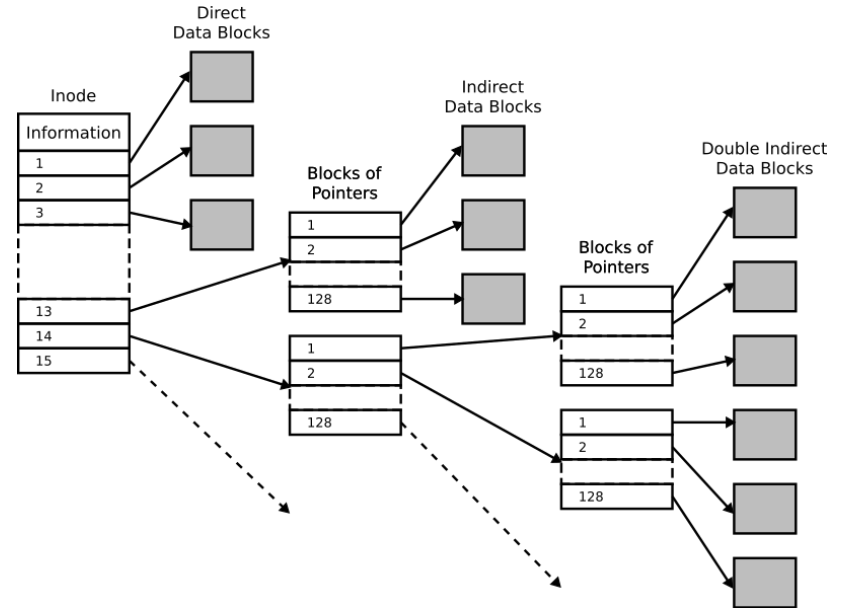 Direct
Data Blocks
Inode
Information
1
2
3
13
14
15
Blocks of
Pointers
1
2
128
1
2
128
Indirect
Data Blocks
Blocks of
Pointers
1
2
128
1
2
128
Double Indirect
Data Blocks